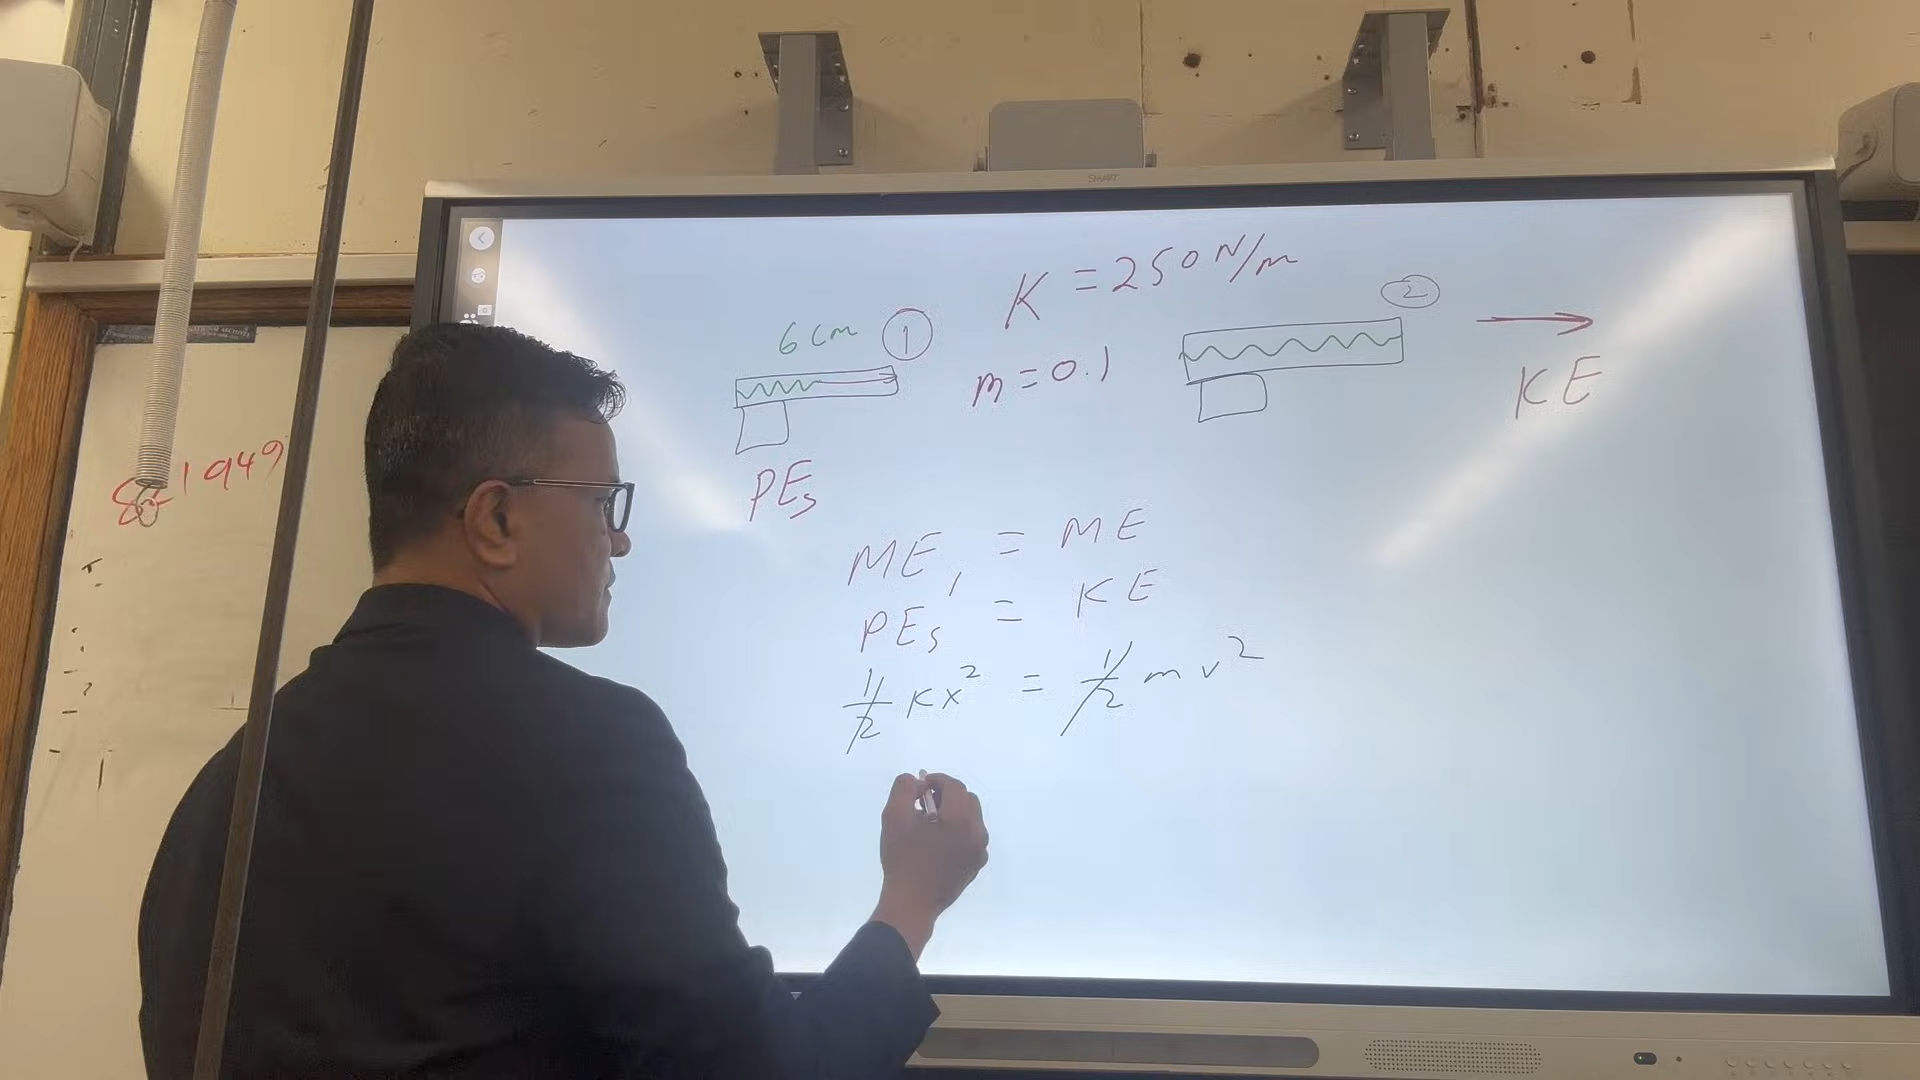 SMART
K = 250 N/m
6 cm
1
2
m = 0.1
KE
PEs
ME1 = ME
PEs = KE
1/2 Kx² = 1/2 mv²
1949